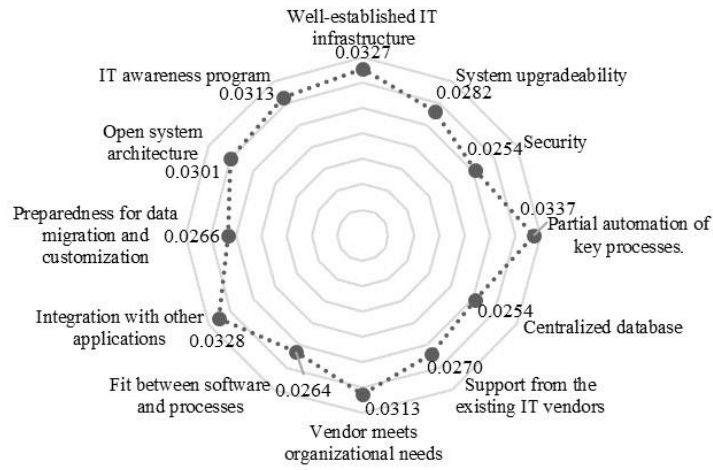 Well-established IT
infrastructure
0.0327
System upgradeability
0.0282
Security
0.0254
Partial automation of
key processes.
0.0337
Centralized database
0.0254
Support from the
existing IT vendors
0.0270
Vendor meets
organizational needs
0.0313
Fit between software
and processes
0.0264
Integration with other
applications
0.0328
Preparedness for data
migration and
customization
0.0266
Open system
architecture
0.0301
IT awareness program
0.0313